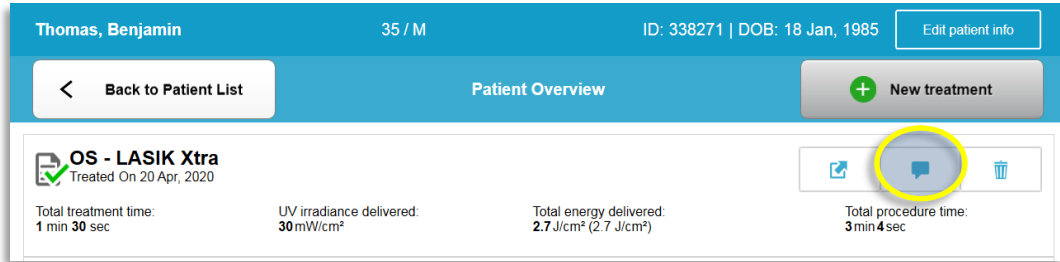 Thomas, Benjamin 35 / M ID: 338271 | DOB: 18 Jan, 1985 Edit patient info
Back to Patient List Patient Overview New treatment
OS - LASIK Xtra
Treated On 20 Apr, 2020
Total treatment time: UV irradiance delivered: Total energy delivered: Total procedure time:
1 min 30 sec 30 mW/cm² 2.7 J/cm² (2.7 J/cm²) 3 min 4 sec